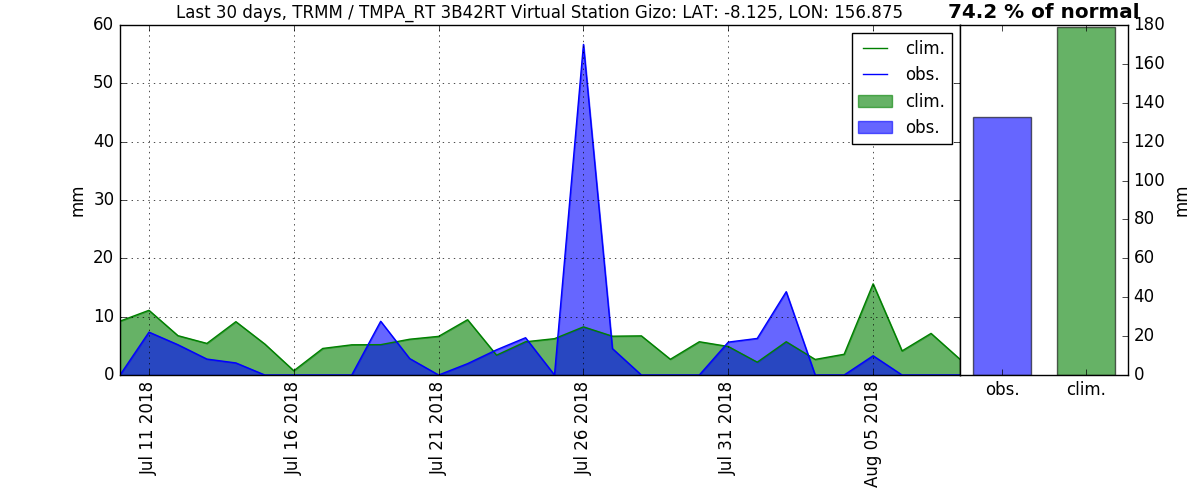 Last 30 days, TRMM / TMPA_RT 3B42RT Virtual Station Gizo: LAT: -8.125, LON: 156.875
74.2 % of normal
60
50
40
30
20
10
0
mm
clim.
obs.
clim.
obs.
180
160
140
120
100
80
60
40
20
0
mm
obs.
clim.
Jul 11 2018
Jul 16 2018
Jul 21 2018
Jul 26 2018
Jul 31 2018
Aug 05 2018